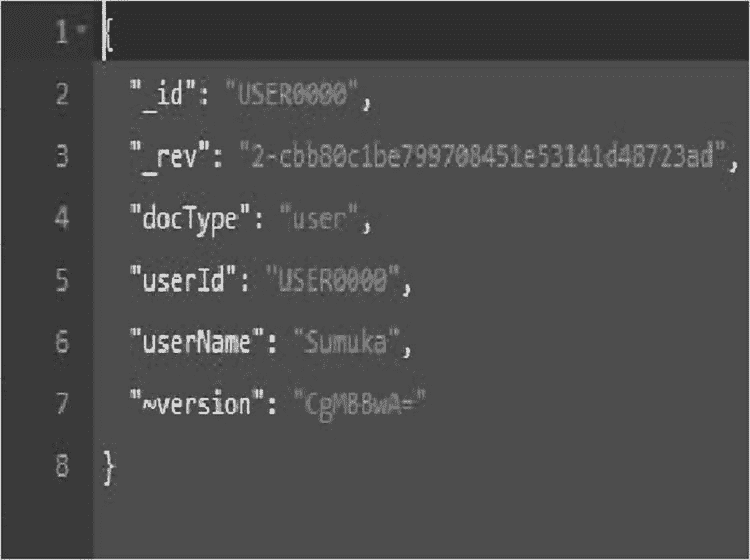 1 {
2 "_id": "USER0000",
3 "_rev": "2-cbb80c1be799708451e53141d48723ad",
4 "docType": "user",
5 "userId": "USER0000",
6 "userName": "Sumuka",
7 "~version": "CgMBBwA="
8 }